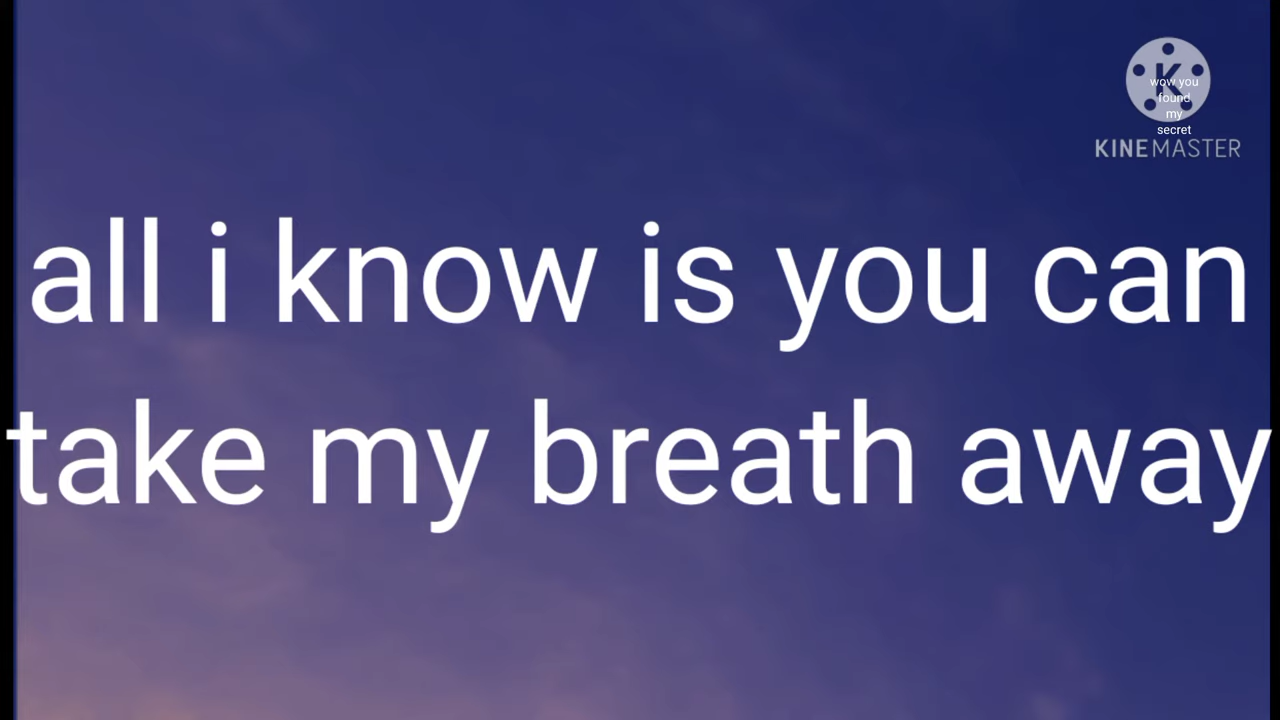 K
wow you
found
my
secret
KINEMASTER
all i know is you can
take my breath away